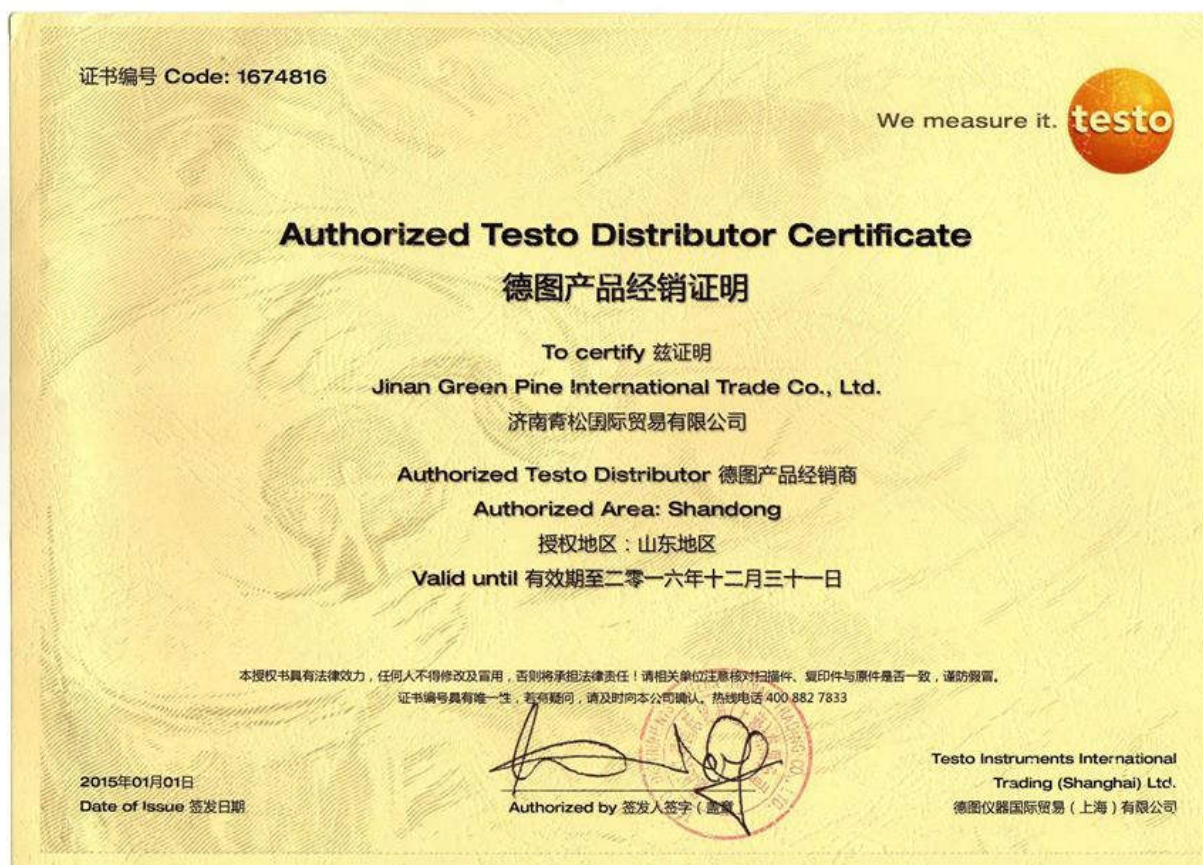 证书编号 Code: 1674816
We measure it. testo
Authorized Testo Distributor Certificate
德图产品经销证明
To certify 兹证明
Jinan Green Pine International Trade Co., Ltd.
济南青松国际贸易有限公司
Authorized Testo Distributor 德图产品经销商
Authorized Area: Shandong
授权地区：山东地区
Valid until 有效期至二零一六年十二月三十一日
本授权书具有法律效力，任何人不得修改及冒用，否则将承担法律责任！请相关单位注意核对扫描件、复印件与原件是否一致，谨防假冒。
证书编号具有唯一性，若有疑问，请及时向本公司确认。热线电话 400 882 7833
2015年01月01日
Date of Issue 签发日期
Authorized by 签发人签字（盖章）
Testo Instruments International
Trading (Shanghai) Ltd.
德图仪器国际贸易（上海）有限公司